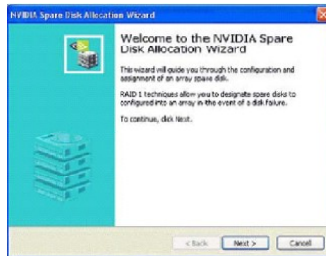 NVIDIA Spare Disk Allocation Wizard
Welcome to the NVIDIA Spare
Disk Allocation Wizard
This wizard will guide you through the configuration and
assignment of an array spare disk.
RAID 1 techniques allow you to designate spare disks to
configured into an array in the event of a disk failure.
To continue, click Next.
< Back
Next >
Cancel